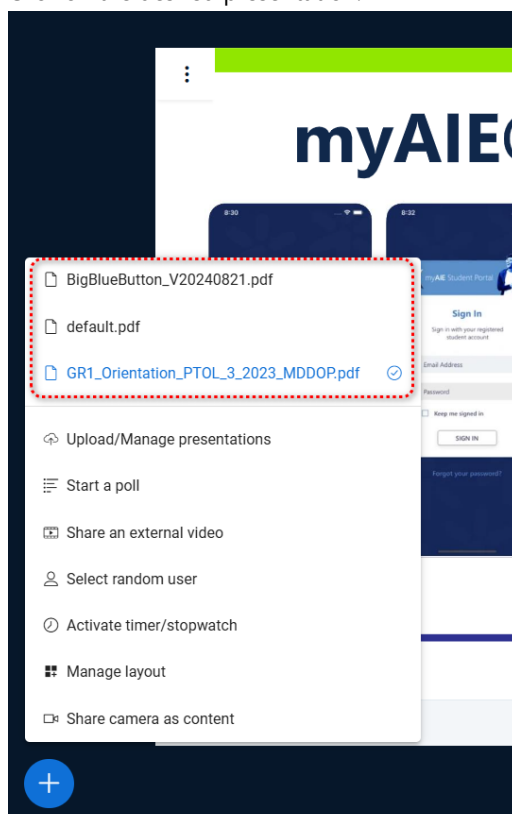 myAIE
8:30
8:32
myAIE Student Portal
Sign In
Sign in with your registered
student account
Email Address
Password
Keep me signed in
SIGN IN
Forgot your password?
BigBlueButton_V20240821.pdf
default.pdf
GR1_Orientation_PTOL_3_2023_MDDOP.pdf
Upload/Manage presentations
Start a poll
Share an external video
Select random user
Activate timer/stopwatch
Manage layout
Share camera as content